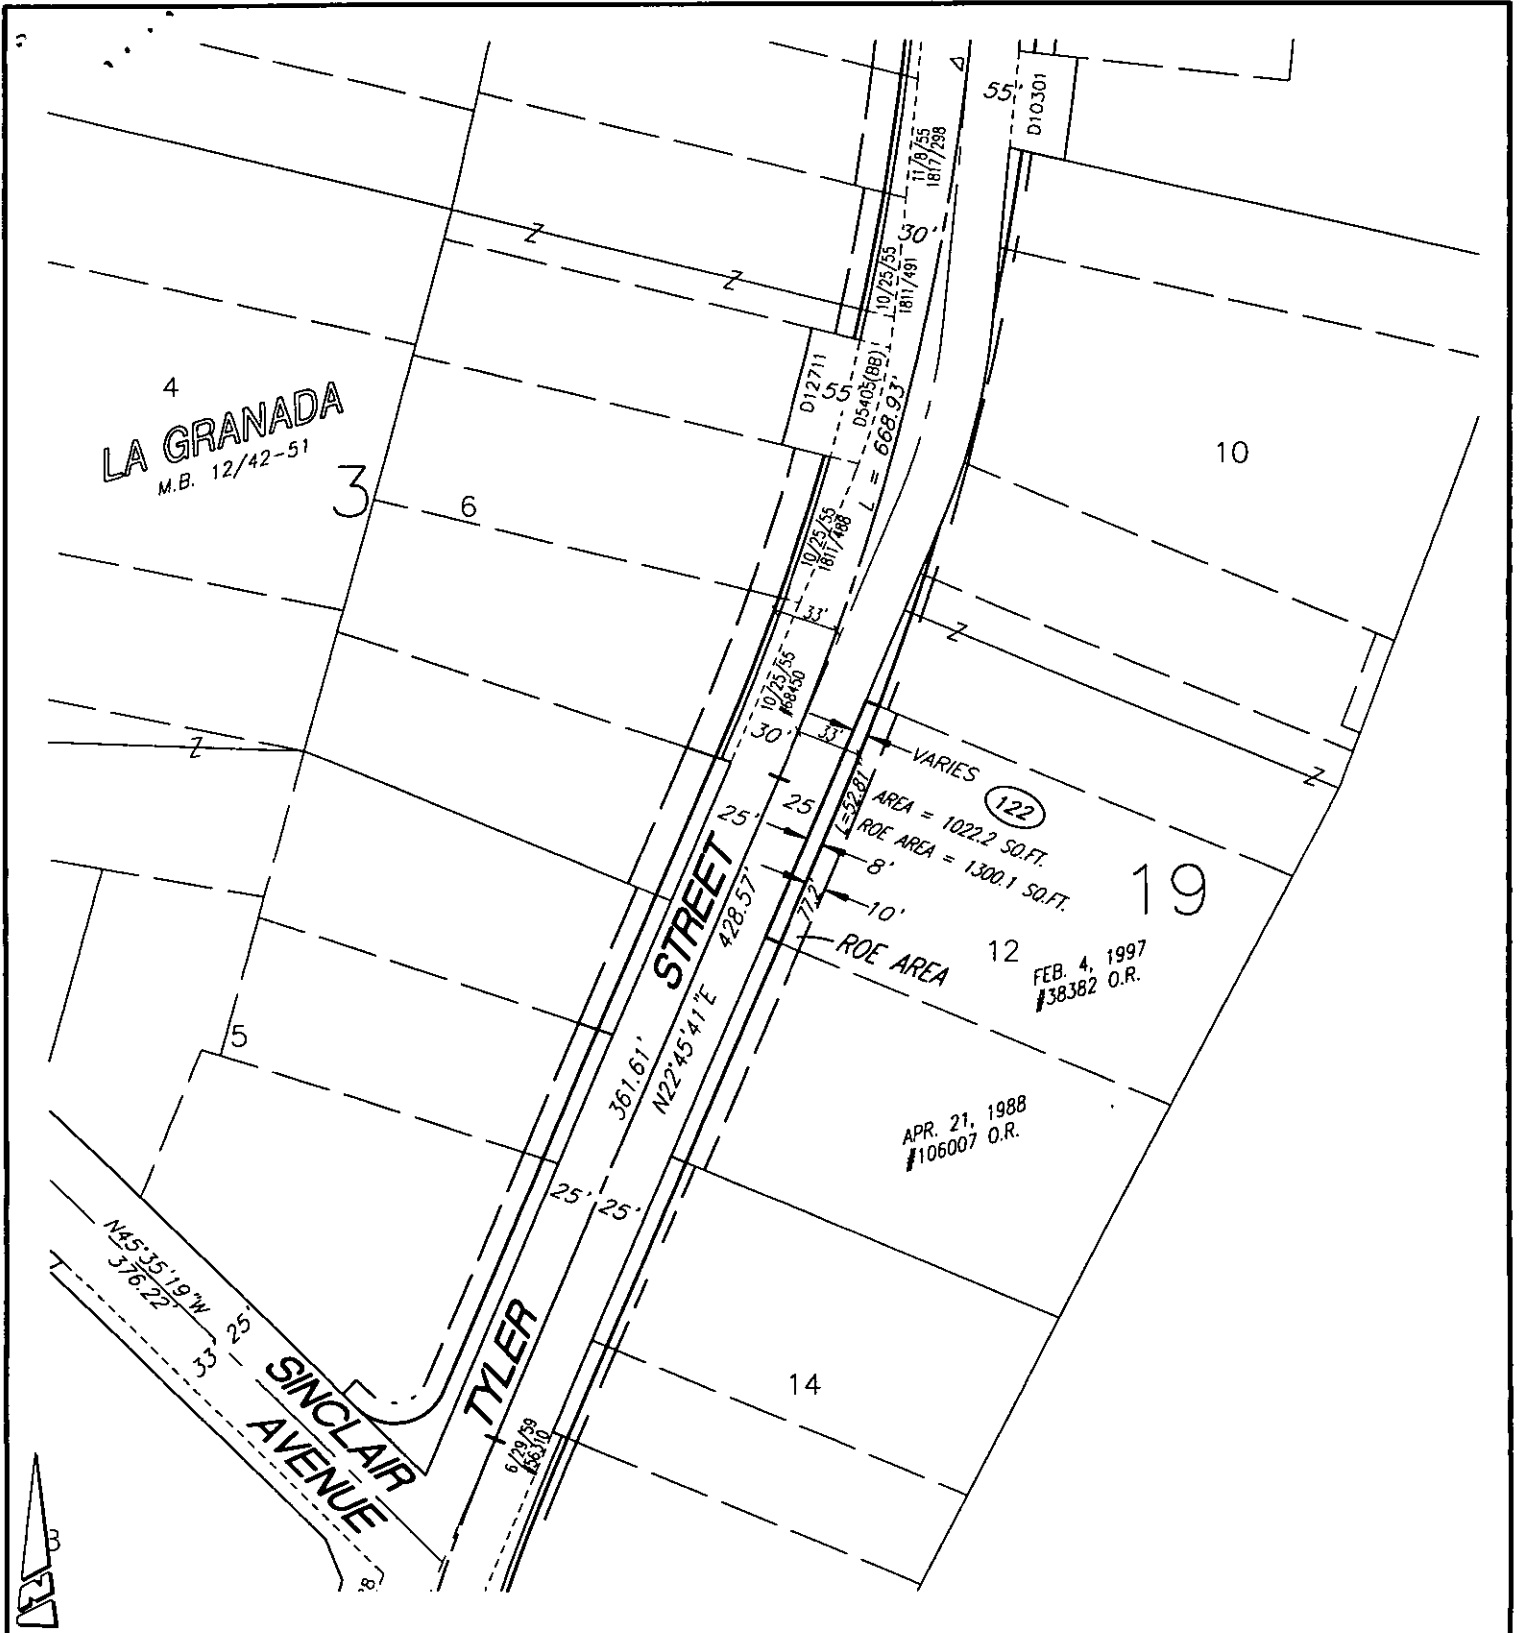 55'
D10301
11/8/55
1817/298
30'
10/25/55
1811/491
D12711
55
D5405(BB)
L = 668.93'
4
LA GRANADA
M.B. 12/42-51
3
6
10
10/25/55
1811/488
33'
10/25/55
#68450
30'
33'
VARIES
122
AREA = 1022.2 SQ.FT.
ROE AREA = 1300.1 SQ.FT.
L=52.81'
25'
25
8'
10'
77.2'
ROE AREA
19
12
FEB. 4, 1997
#38382 O.R.
STREET
428.57'
361.61'
N22°45'41"E
5
APR. 21, 1988
#106007 O.R.
25' 25'
N45°35'19"W
376.22'
25
33
SINCLAIR
AVENUE
TYLER
6/29/59
#56310
14
3